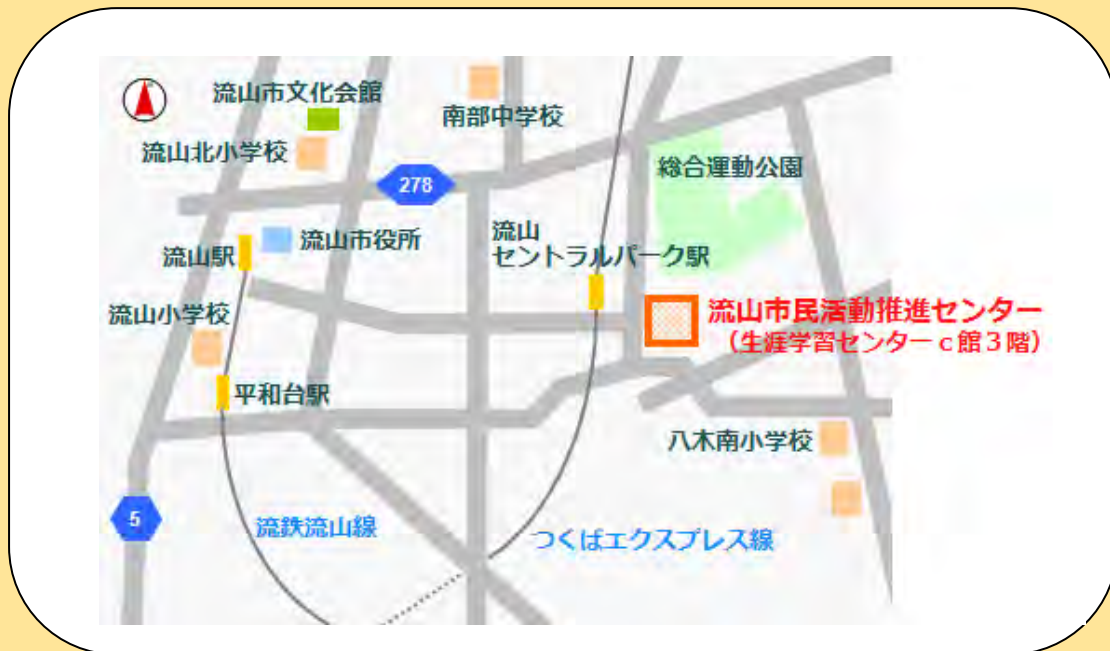 流山市文化会館
南部中学校
流山北小学校
総合運動公園
278
流山
セントラルパーク駅
流山市役所
流山駅
流山小学校
流山市民活動推進センター
（生涯学習センターｃ館３階）
平和台駅
八木南小学校
5
流鉄流山線
つくばエクスプレス線